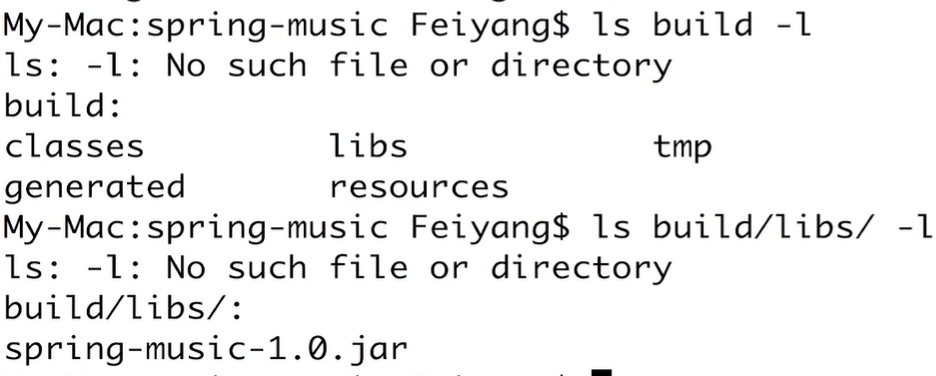 My-Mac:spring-music Feiyang$ ls build -l
ls: -l: No such file or directory
build:
classes libs tmp
generated resources
My-Mac:spring-music Feiyang$ ls build/libs/ -l
ls: -l: No such file or directory
build/libs/:
spring-music-1.0.jar